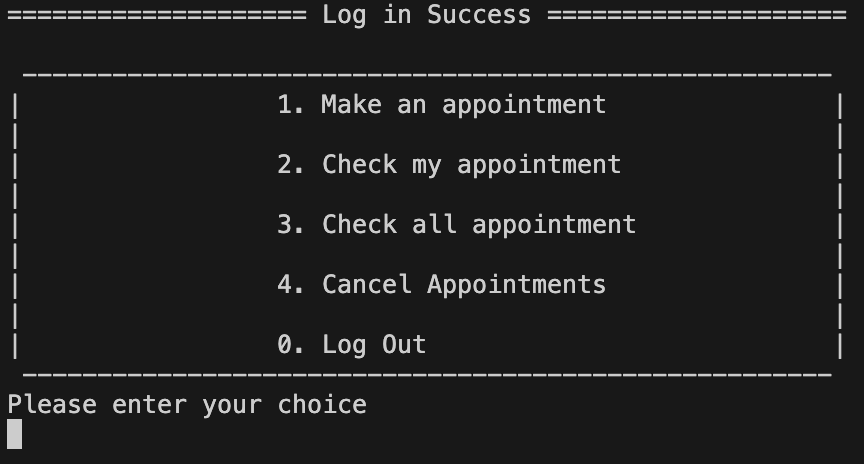 ==================== Log in Success ====================
------------------------------------------------------
| 1. Make an appointment |
| |
| 2. Check my appointment |
| |
| 3. Check all appointment |
| |
| 4. Cancel Appointments |
| |
| 0. Log Out |
------------------------------------------------------
Please enter your choice